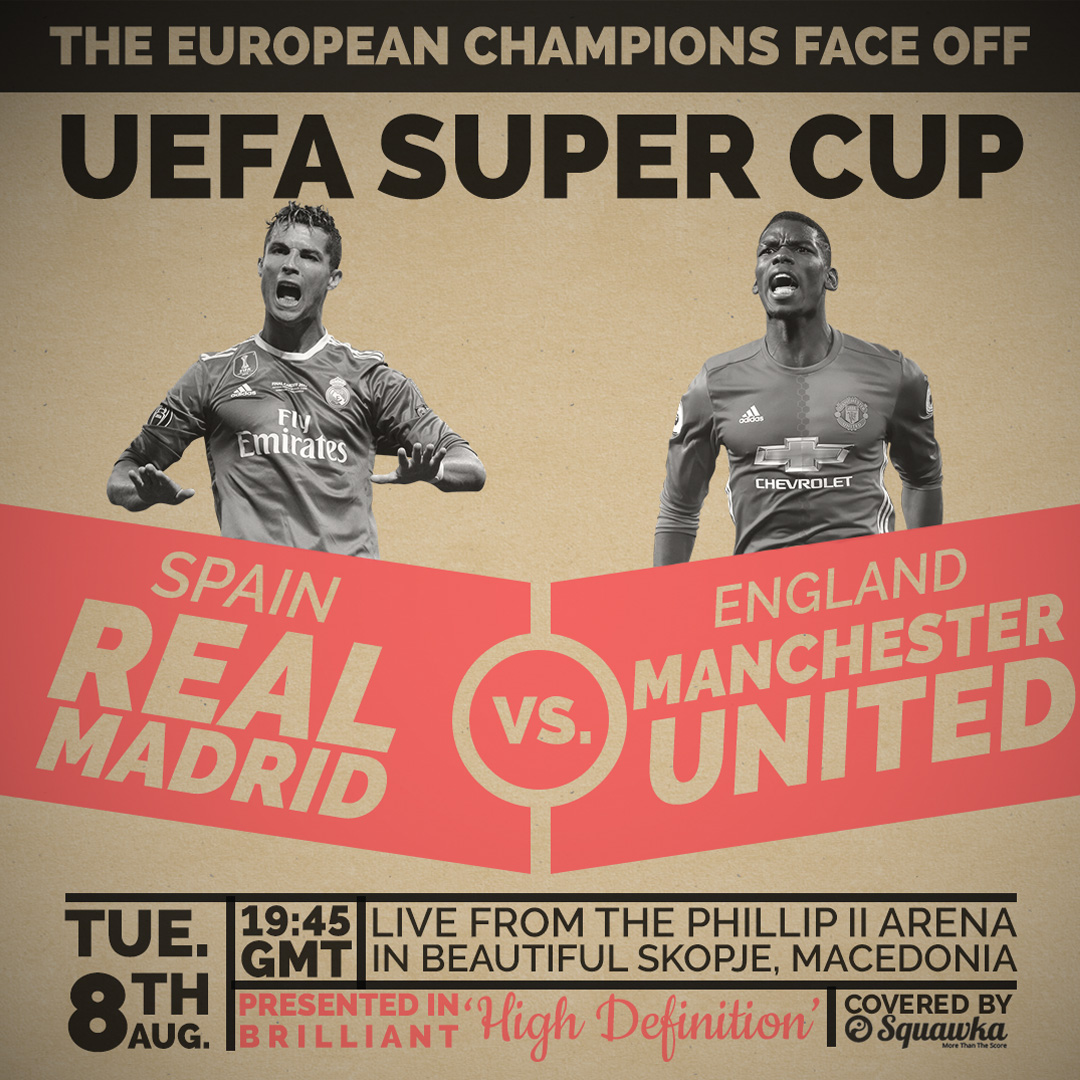 THE EUROPEAN CHAMPIONS FACE OFF
UEFA SUPER CUP
adidas
Fly
Emirates
adidas
CHEVROLET
SPAIN
REAL
MADRID
VS.
ENGLAND
MANCHESTER
UNITED
TUE.
8TH
AUG.
19:45
GMT
LIVE FROM THE PHILLIP II ARENA
IN BEAUTIFUL SKOPJE, MACEDONIA
PRESENTED IN
BRILLIANT
‘High Definition’
COVERED BY
Squawka
More Than The Score